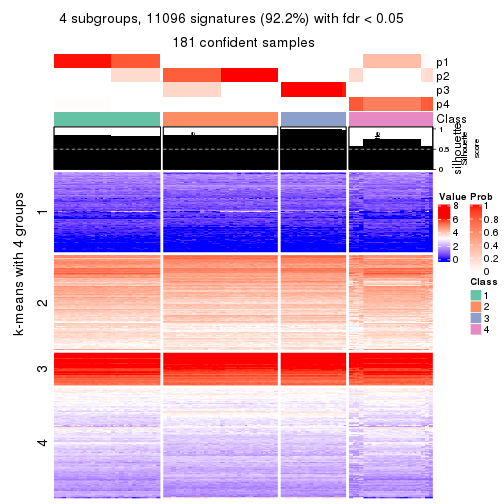 4 subgroups, 11096 signatures (92.2%) with fdr < 0.05
181 confident samples
p1
p2
p3
p4
Class
1
0.5
0
silhouette
Silhouette
score
k-means with 4 groups
1
2
3
4
Value
8
6
4
2
0
Prob
1
0.8
0.6
0.4
0.2
0
Class
1
2
3
4